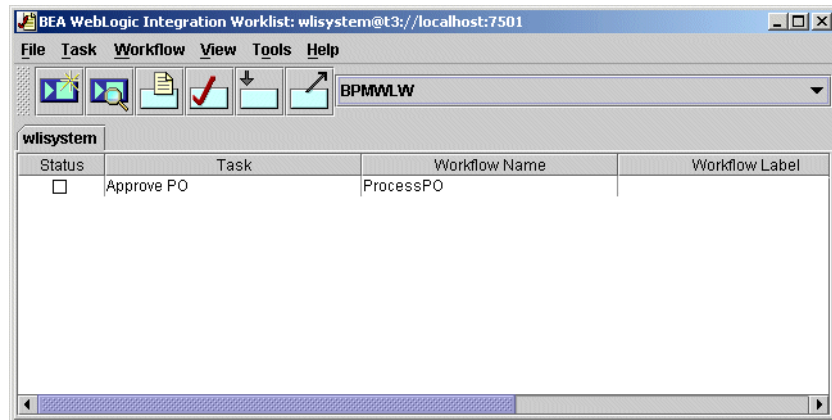 BEA WebLogic Integration Worklist: wlisystem@t3://localhost:7501
File Task Workflow View Tools Help
BPMWLW
wlisystem
Status Task Workflow Name Workflow Label
Approve PO ProcessPO